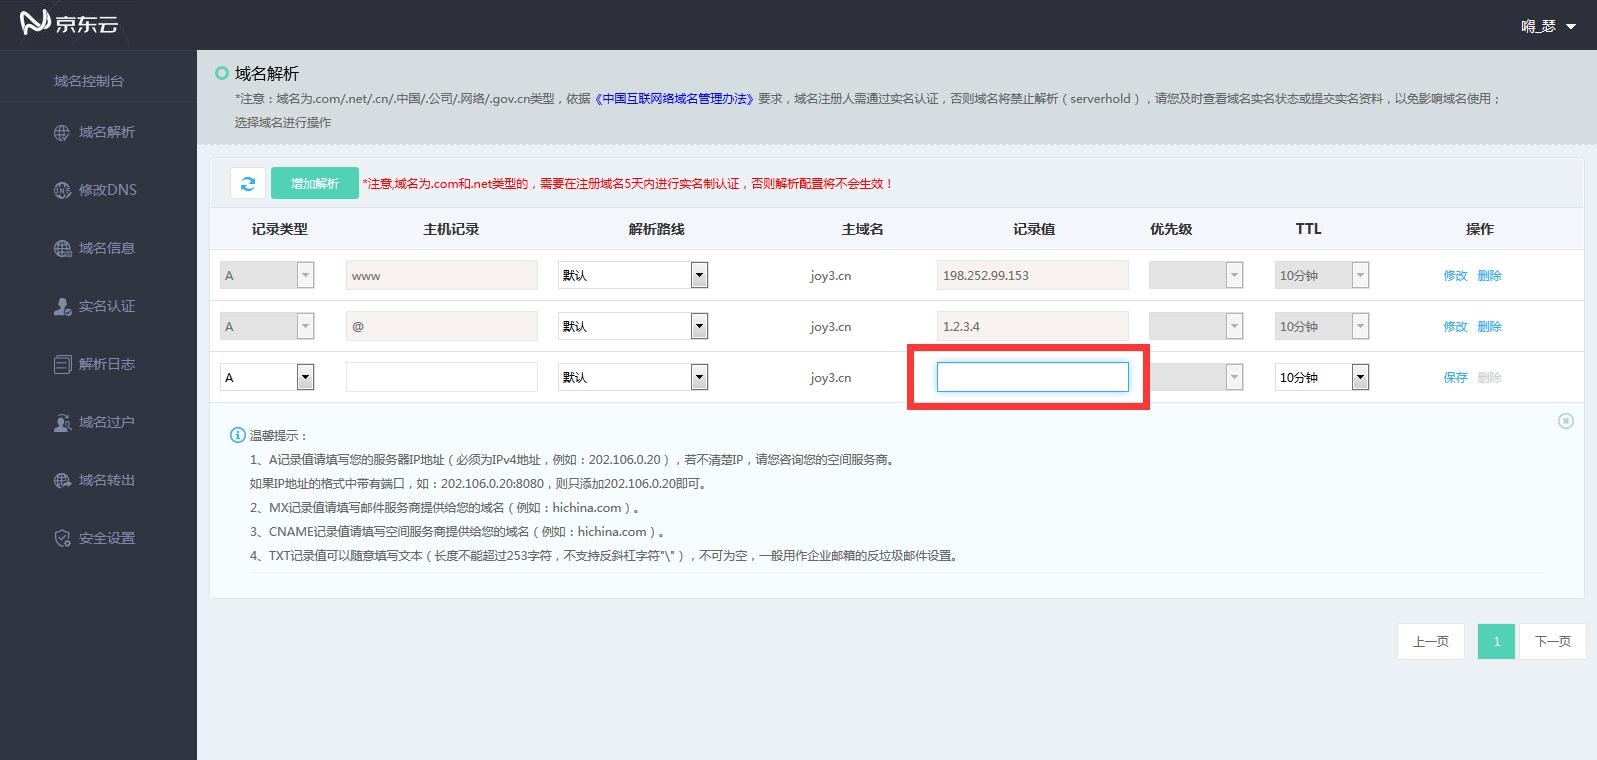 京东云
嘚_瑟
域名控制台
域名解析
修改DNS
域名信息
实名认证
解析日志
域名过户
域名转出
安全设置
域名解析
*注意：域名为.com/.net/.cn/.中国/.公司/.网络/.gov.cn类型，依据《中国互联网络域名管理办法》要求，域名注册人需通过实名认证，否则域名将禁止解析（serverhold），请您及时查看域名实名状态或提交实名资料，以免影响域名使用；
选择域名进行操作
增加解析 *注意,域名为.com和.net类型的，需要在注册域名5天内进行实名制认证，否则解析配置将不会生效！
记录类型 主机记录 解析路线 主域名 记录值 优先级 TTL 操作
A www 默认 joy3.cn 198.252.99.153 10分钟 修改 删除
A @ 默认 joy3.cn 1.2.3.4 10分钟 修改 删除
A 默认 joy3.cn 10分钟 保存 删除
温馨提示：
1、A记录值请填写您的服务器IP地址（必须为IPv4地址，例如：202.106.0.20），若不清楚IP，请您咨询您的空间服务商。
如果IP地址的格式中带有端口，如：202.106.0.20:8080，则只添加202.106.0.20即可。
2、MX记录值请填写邮件服务商提供给您的域名（例如：hichina.com）。
3、CNAME记录值请填写空间服务商提供给您的域名（例如：hichina.com）。
4、TXT记录值可以随意填写文本（长度不能超过253字符，不支持反斜杠字符"\"），不可为空，一般用作企业邮箱的反垃圾邮件设置。
上一页 1 下一页